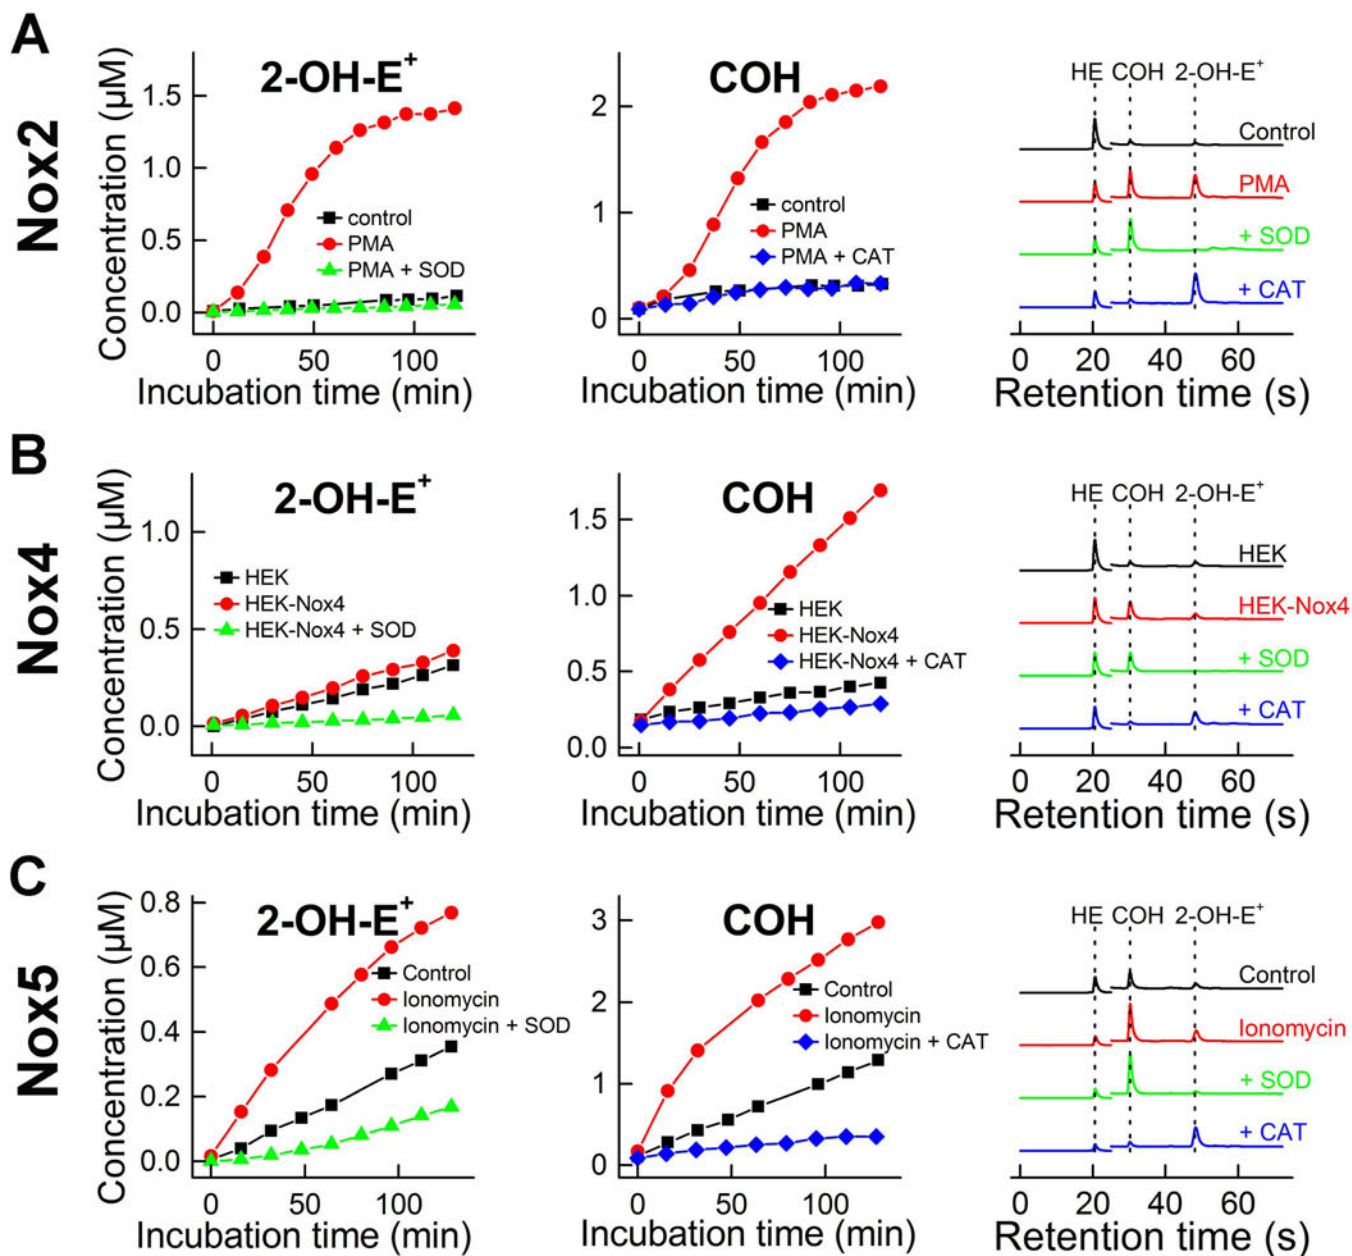 A
Nox2
2-OH-E⁺
Concentration (µM)
1.5
1.0
0.5
0.0
control
PMA
PMA + SOD
0 50 100
Incubation time (min)
COH
2
1
0
control
PMA
PMA + CAT
0 50 100
Incubation time (min)
HE COH 2-OH-E⁺
Control
PMA
+ SOD
+ CAT
0 20 40 60
Retention time (s)
B
Nox4
2-OH-E⁺
Concentration (µM)
1.0
0.5
0.0
HEK
HEK-Nox4
HEK-Nox4 + SOD
0 50 100
Incubation time (min)
COH
1.5
1.0
0.5
0.0
HEK
HEK-Nox4
HEK-Nox4 + CAT
0 50 100
Incubation time (min)
HE COH 2-OH-E⁺
HEK
HEK-Nox4
+ SOD
+ CAT
0 20 40 60
Retention time (s)
C
Nox5
2-OH-E⁺
Concentration (µM)
0.8
0.6
0.4
0.2
0.0
Control
Ionomycin
Ionomycin + SOD
0 50 100
Incubation time (min)
COH
3
2
1
0
Control
Ionomycin
Ionomycin + CAT
0 50 100
Incubation time (min)
HE COH 2-OH-E⁺
Control
Ionomycin
+ SOD
+ CAT
0 20 40 60
Retention time (s)